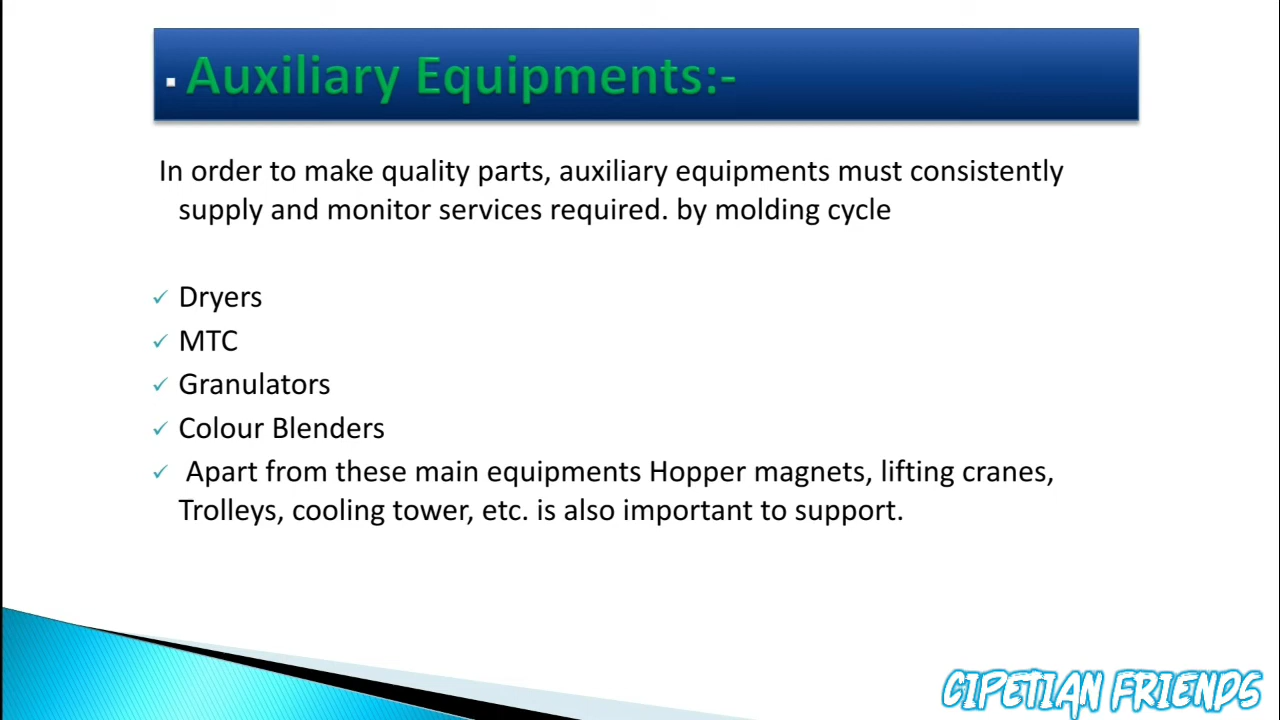 ▪ Auxiliary Equipments:-
In order to make quality parts, auxiliary equipments must consistently
supply and monitor services required. by molding cycle
✓ Dryers
✓ MTC
✓ Granulators
✓ Colour Blenders
✓ Apart from these main equipments Hopper magnets, lifting cranes,
Trolleys, cooling tower, etc. is also important to support.
CIPETIAN FRIENDS